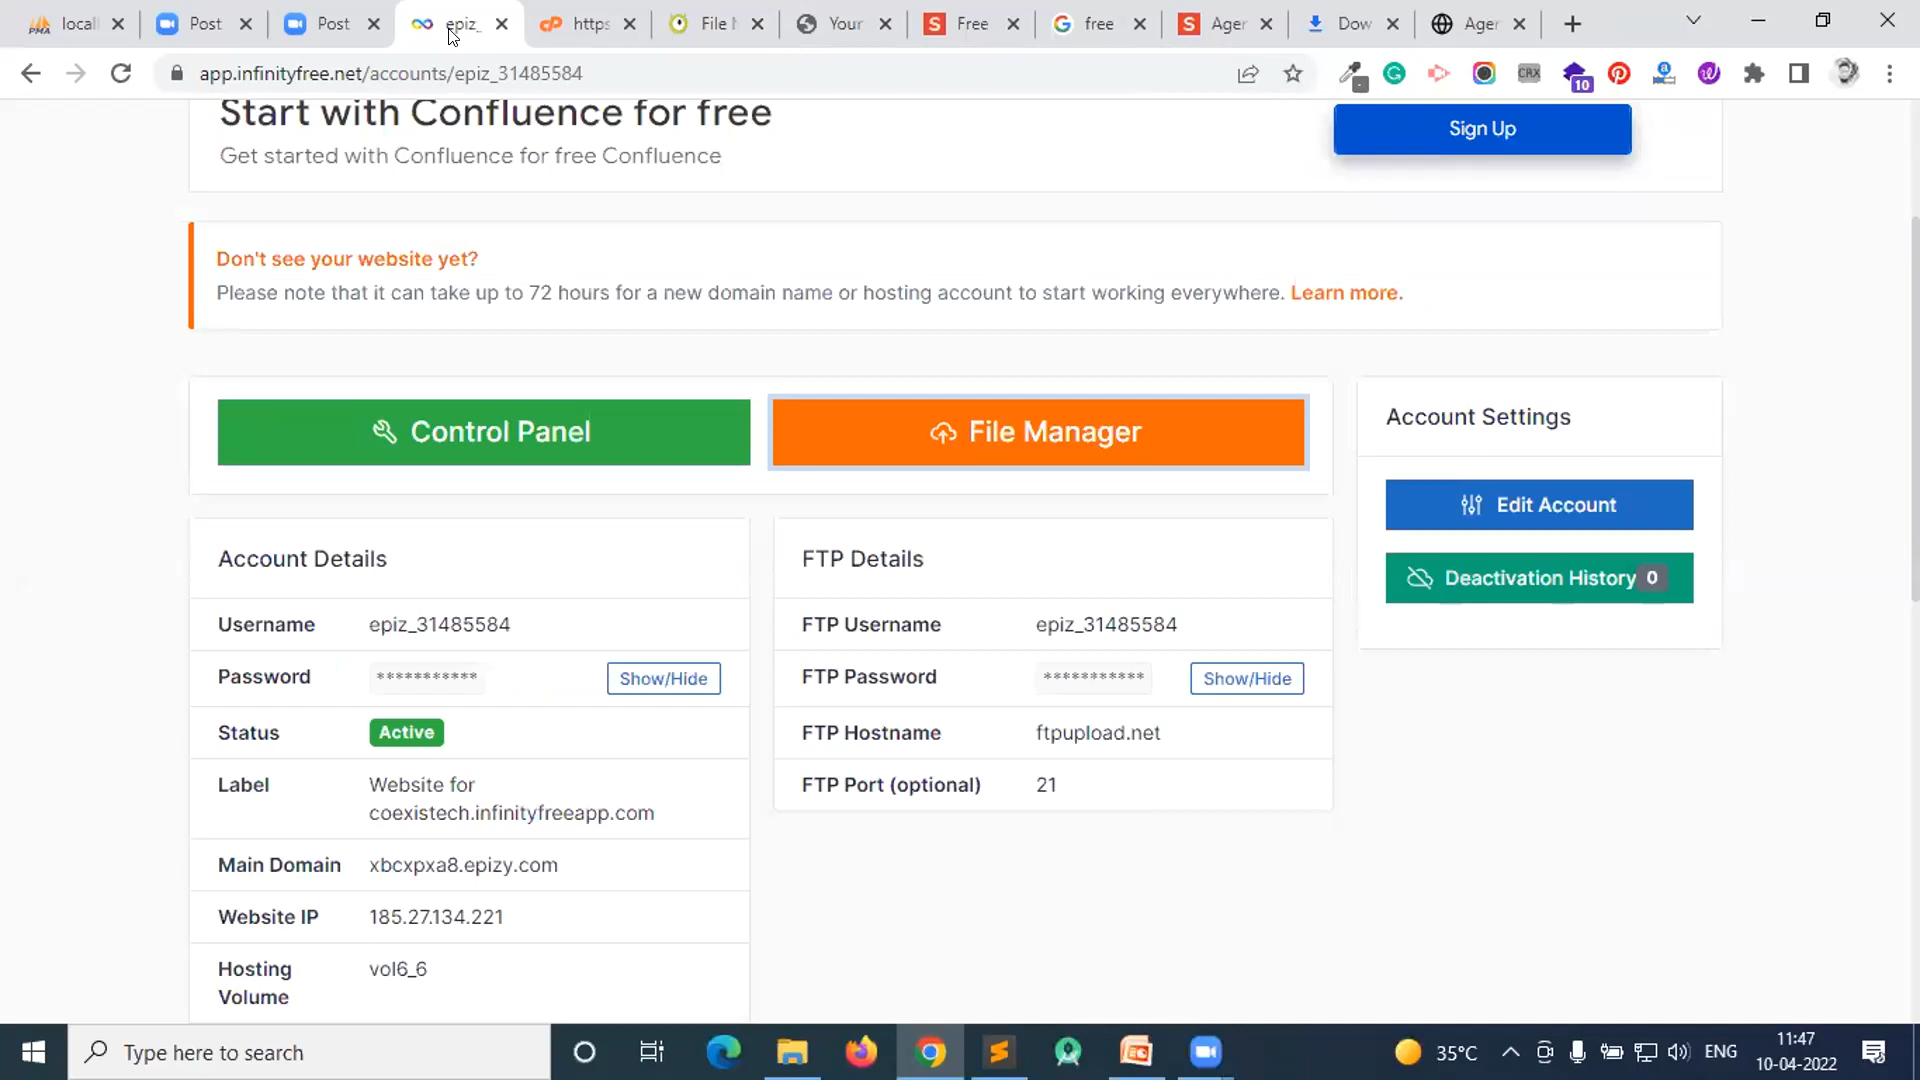 locall
Post
Post
epiz_
https
File N
Your
Free
free
Ager
Dow
Ager
app.infinityfree.net/accounts/epiz_31485584
CRX
10
Start with Confluence for free
Get started with Confluence for free Confluence
Sign Up
Don't see your website yet?
Please note that it can take up to 72 hours for a new domain name or hosting account to start working everywhere. Learn more.
Control Panel
File Manager
Account Settings
Edit Account
Deactivation History 0
Account Details
Username epiz_31485584
Password *********** Show/Hide
Status Active
Label Website for
coexistech.infinityfreeapp.com
Main Domain xbcxpxa8.epizy.com
Website IP 185.27.134.221
Hosting
Volume
vol6_6
FTP Details
FTP Username epiz_31485584
FTP Password *********** Show/Hide
FTP Hostname ftpupload.net
FTP Port (optional) 21
Type here to search
35°C
ENG
11:47
10-04-2022